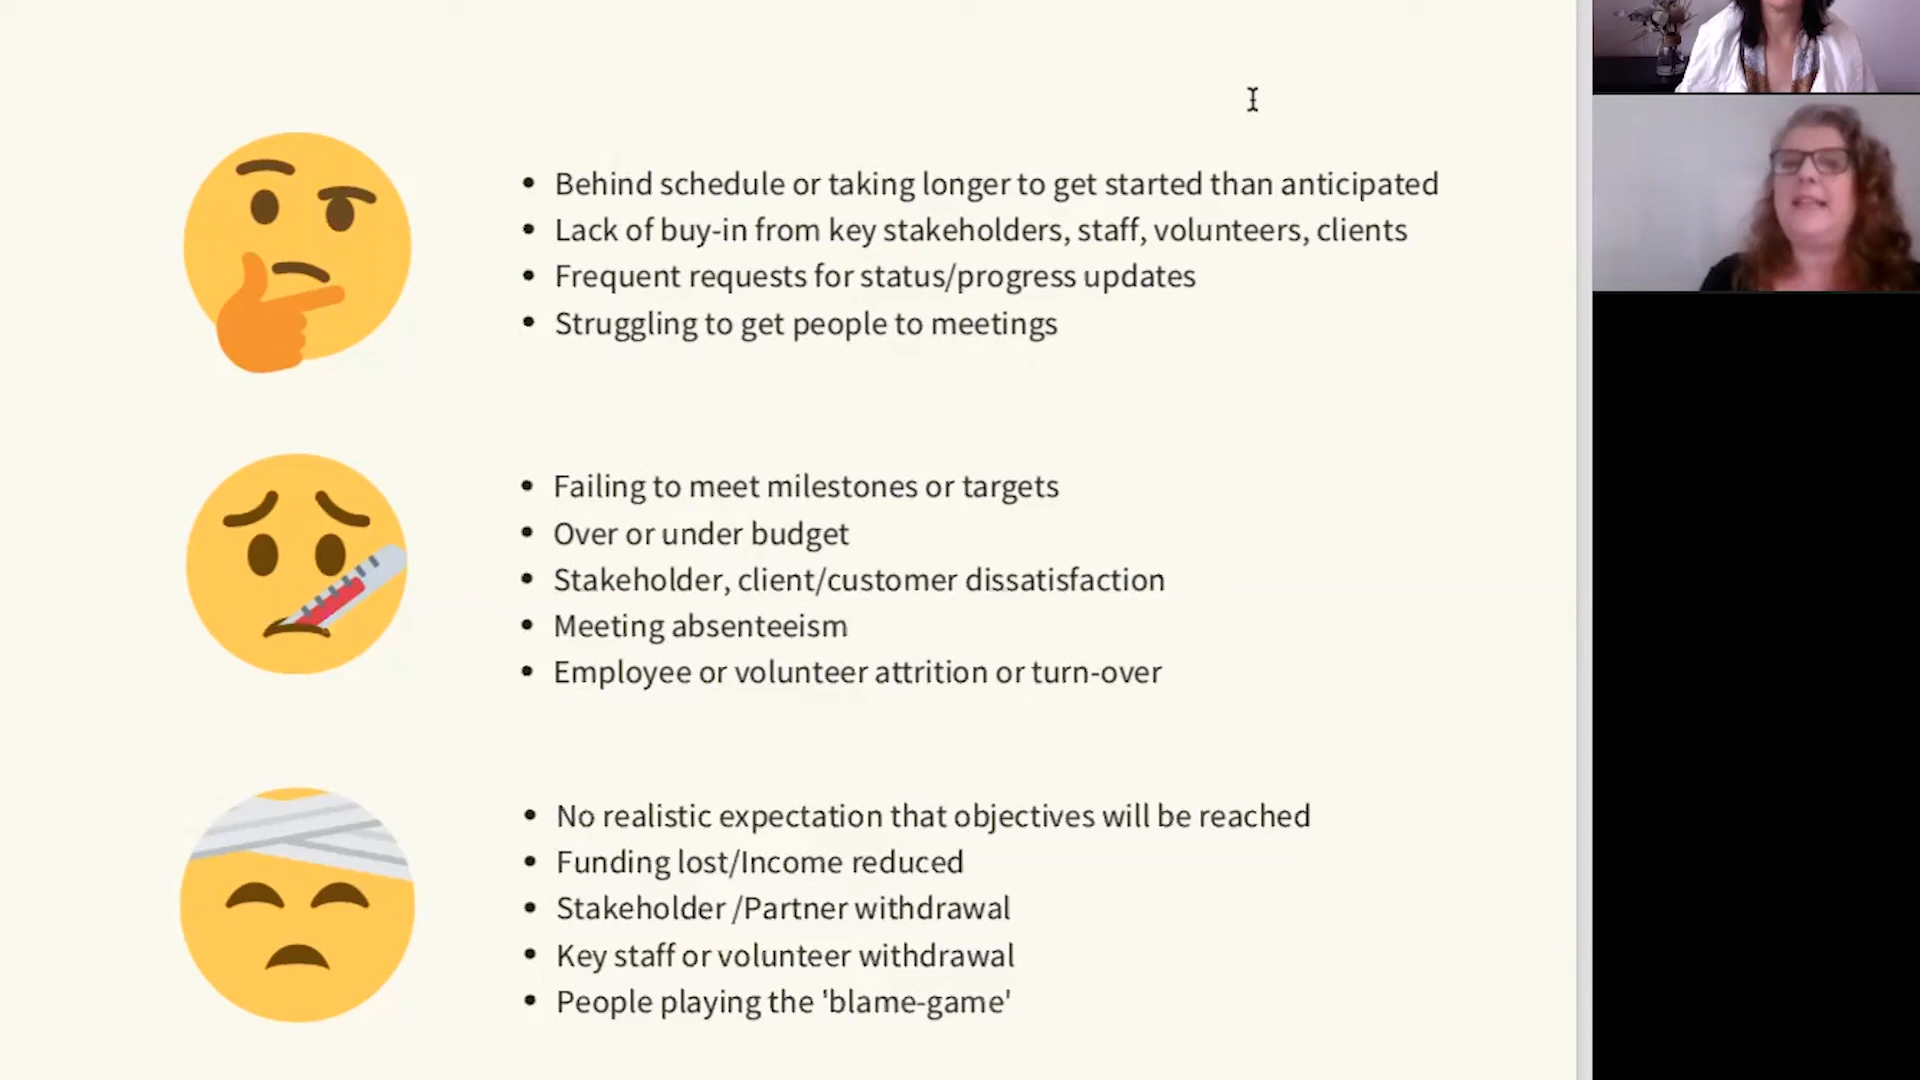 • Behind schedule or taking longer to get started than anticipated
• Lack of buy-in from key stakeholders, staff, volunteers, clients
• Frequent requests for status/progress updates
• Struggling to get people to meetings
• Failing to meet milestones or targets
• Over or under budget
• Stakeholder, client/customer dissatisfaction
• Meeting absenteeism
• Employee or volunteer attrition or turn-over
• No realistic expectation that objectives will be reached
• Funding lost/Income reduced
• Stakeholder /Partner withdrawal
• Key staff or volunteer withdrawal
• People playing the 'blame-game'